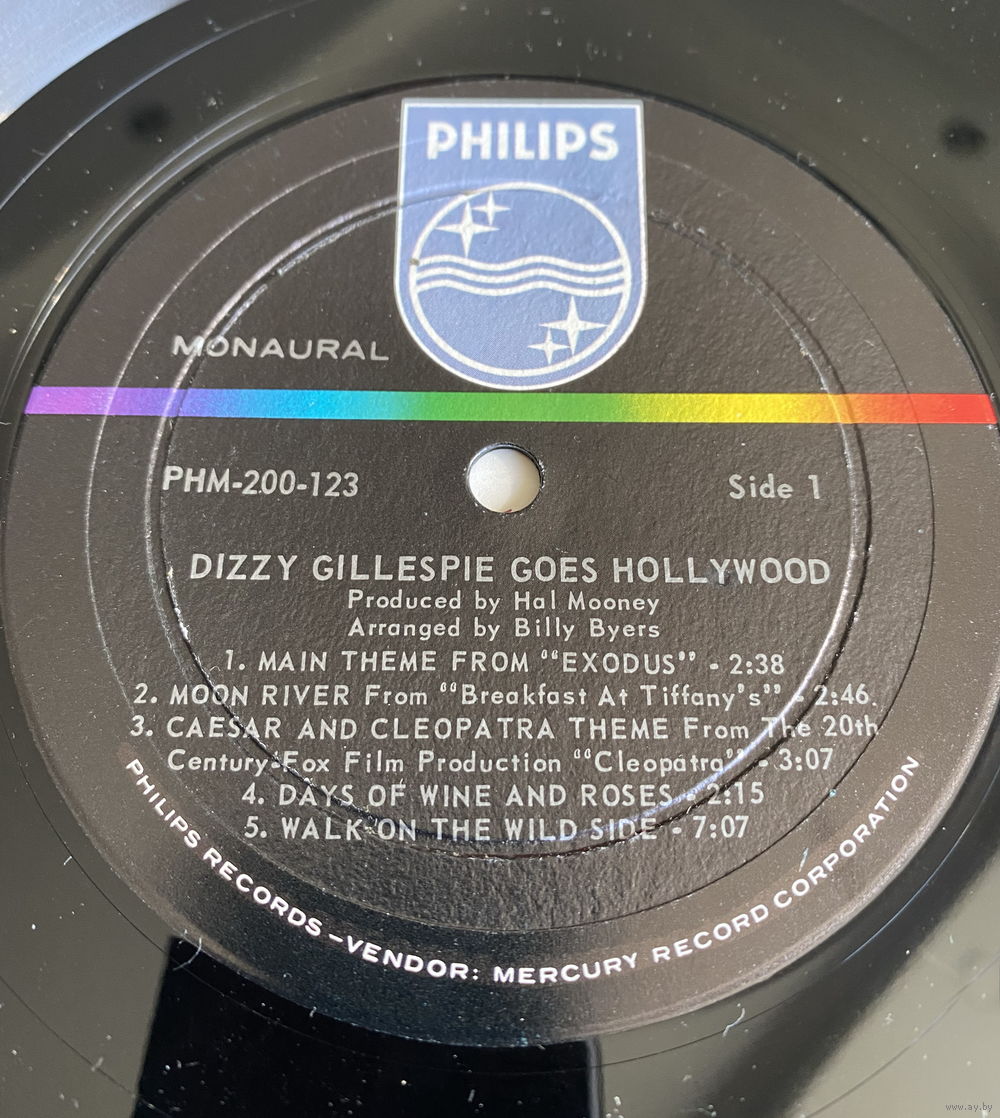 PHILIPS
MONAURAL
PHM-200-123
Side 1
DIZZY GILLESPIE GOES HOLLYWOOD
Produced by Hal Mooney
Arranged by Billy Byers
1. MAIN THEME FROM "EXODUS" - 2:38
2. MOON RIVER From "Breakfast At Tiffany's" - 2:46
3. CAESAR AND CLEOPATRA THEME From The 20th
Century-Fox Film Production "Cleopatra" - 3:07
4. DAYS OF WINE AND ROSES - 2:15
5. WALK ON THE WILD SIDE - 7:07
PHILIPS RECORDS – VENDOR: MERCURY RECORD CORPORATION
www.ay.by